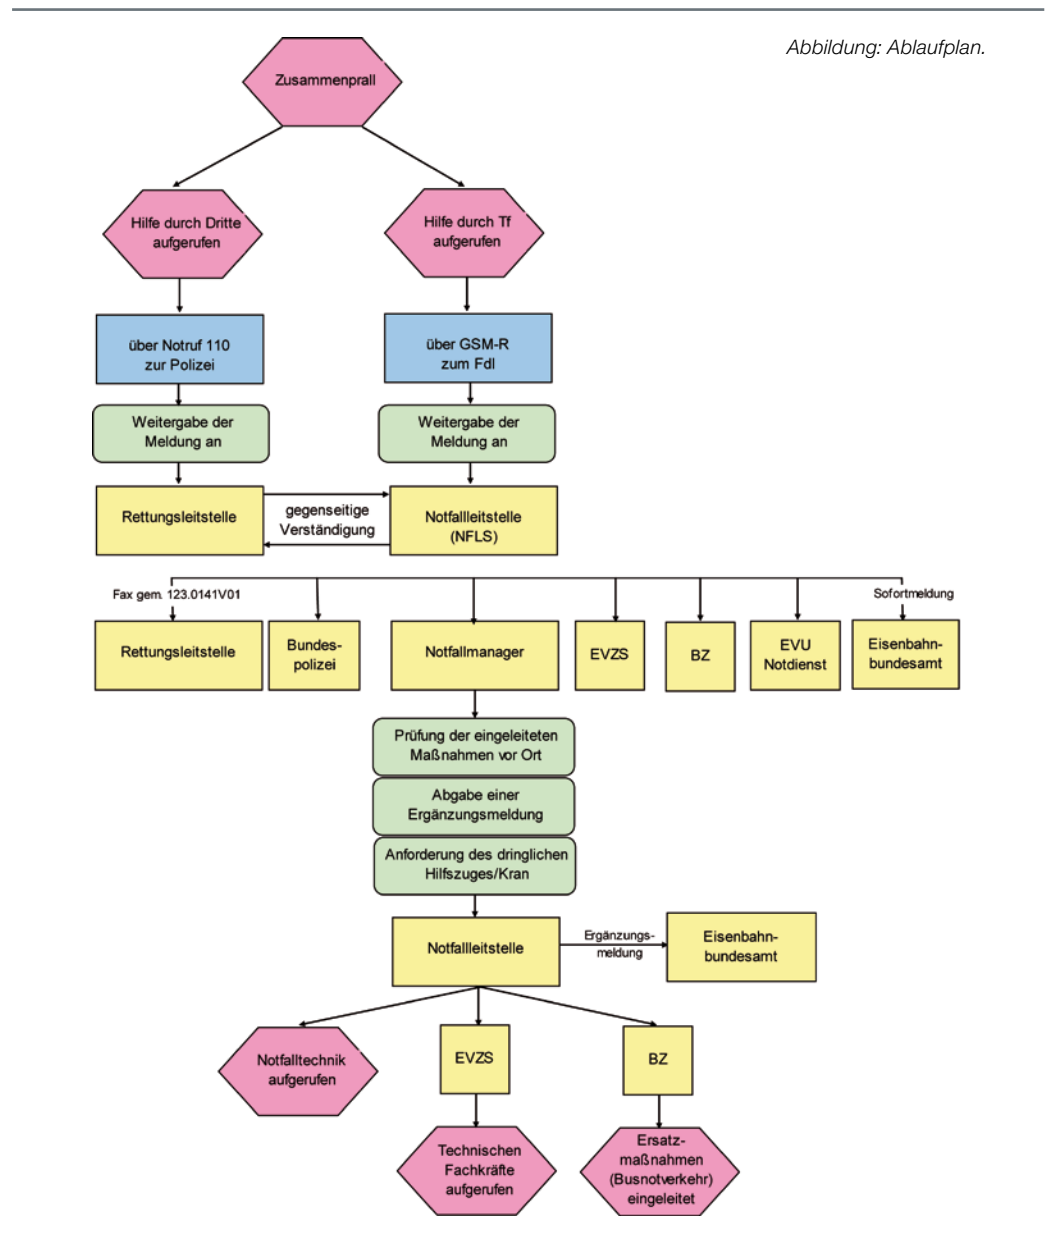 Abbildung: Ablaufplan.
Zusammenprall
Hilfe durch Dritte
aufgerufen
Hilfe durch Tf
aufgerufen
über Notruf 110
zur Polizei
über GSM-R
zum Fdl
Weitergabe der
Meldung an
Weitergabe der
Meldung an
Rettungsleitstelle
gegenseitige
Verständigung
Notfallleitstelle
(NFLS)
Fax gem. 123.0141V01
Sofortmeldung
Rettungsleitstelle
Bundes-
polizei
Notfallmanager
EVZS
BZ
EVU
Notdienst
Eisenbahn-
bundesamt
Prüfung der eingeleiteten
Maßnahmen vor Ort
Abgabe einer
Ergänzungsmeldung
Anforderung des dringlichen
Hilfszuges/Kran
Notfallleitstelle
Ergänzungs-
meldung
Eisenbahn-
bundesamt
Notfalltechnik
aufgerufen
EVZS
BZ
Technischen
Fachkräfte
aufgerufen
Ersatz-
maßnahmen
(Busnotverkehr)
eingeleitet